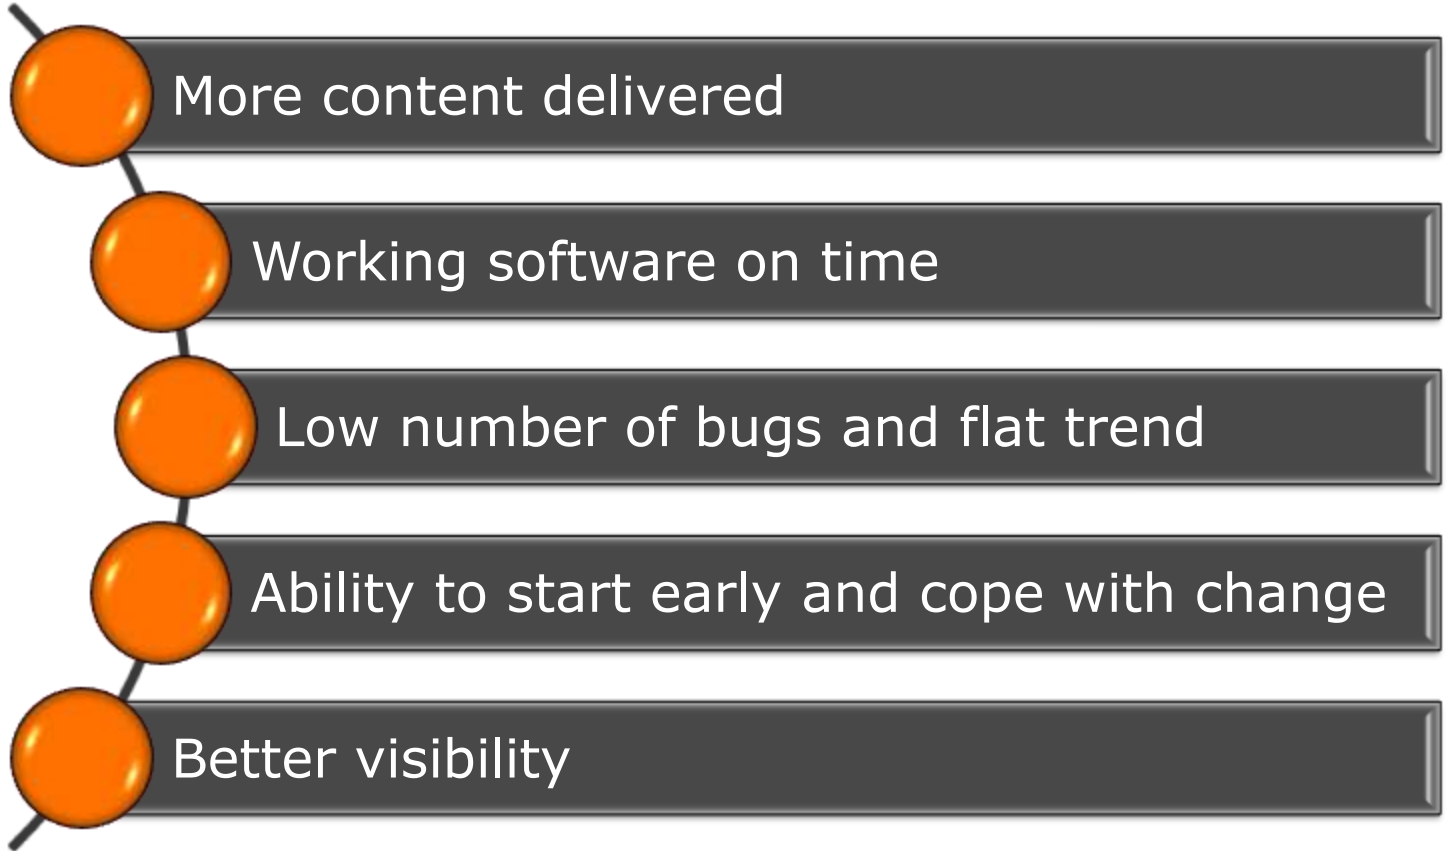 More content delivered
Working software on time
Low number of bugs and flat trend
Ability to start early and cope with change
Better visibility